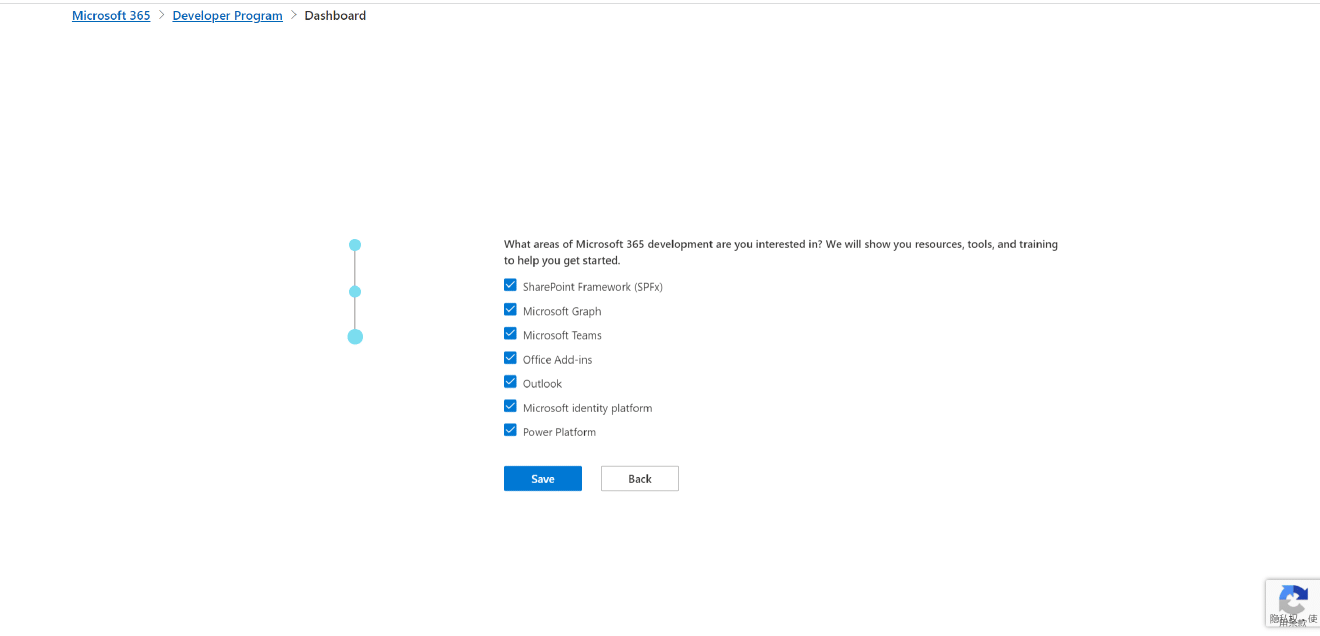 Microsoft 365 > Developer Program > Dashboard
What areas of Microsoft 365 development are you interested in? We will show you resources, tools, and training
to help you get started.
SharePoint Framework (SPFx)
Microsoft Graph
Microsoft Teams
Office Add-ins
Outlook
Microsoft identity platform
Power Platform
Save Back
隐私权 - 使
用条款